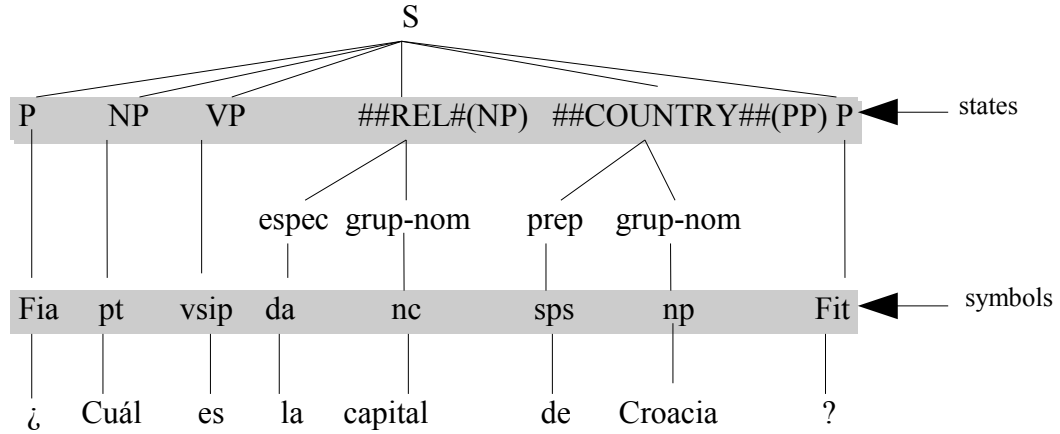 S
P NP VP ##REL#(NP) ##COUNTRY##(PP) P states
espec grup-nom prep grup-nom
Fia pt vsip da nc sps np Fit symbols
¿ Cuál es la capital de Croacia ?